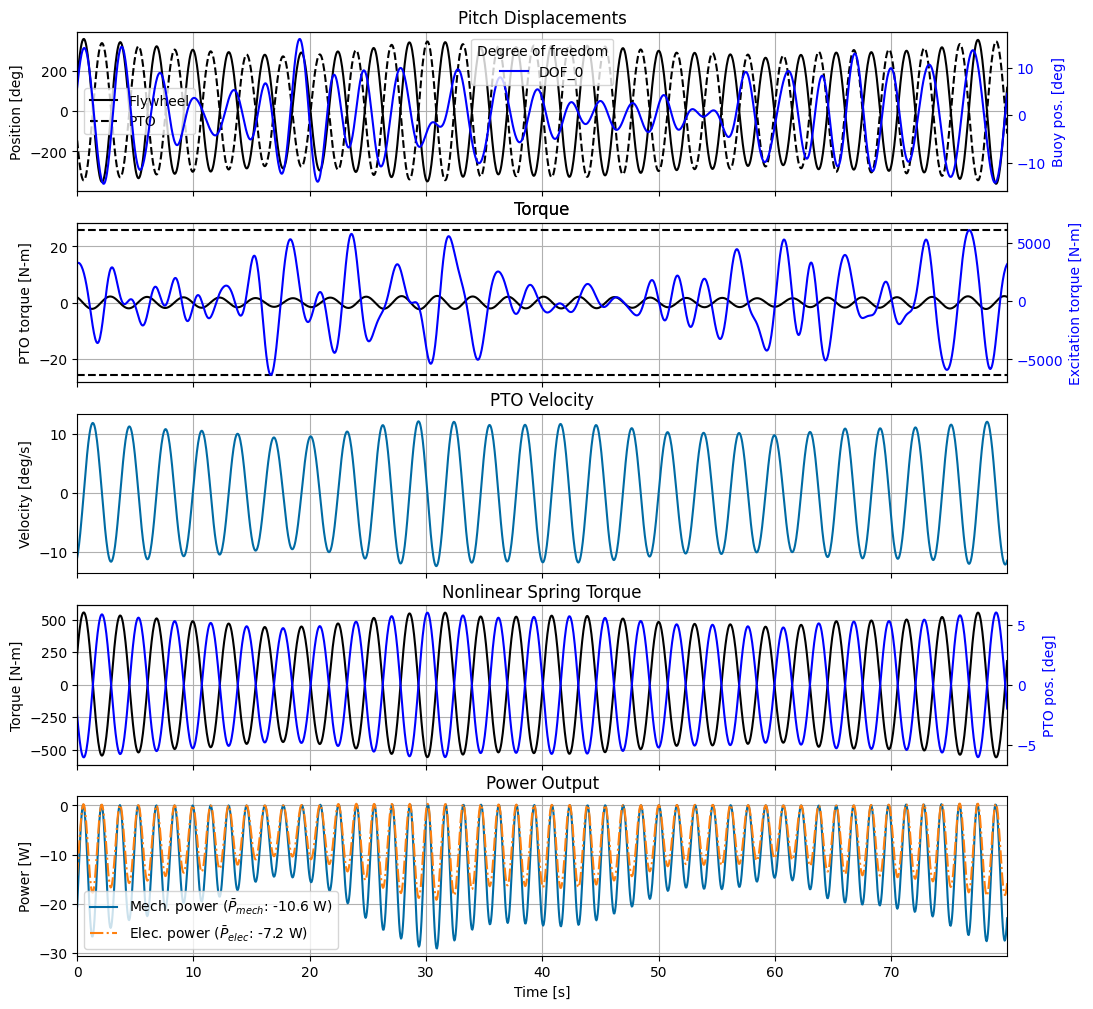 Pitch Displacements
Position [deg]
200
0
−200
Flywheel
PTO
Degree of freedom
DOF_0
10
0
−10
Buoy pos. [deg]
Torque
PTO torque [N-m]
20
0
−20
5000
0
−5000
Excitation torque [N-m]
PTO Velocity
Velocity [deg/s]
10
0
−10
Nonlinear Spring Torque
Torque [N-m]
500
250
0
−250
−500
5
0
−5
PTO pos. [deg]
Power Output
Power [W]
0
−10
−20
−30
Mech. power (P̄mech: -10.6 W)
Elec. power (P̄elec: -7.2 W)
0 10 20 30 40 50 60 70
Time [s]